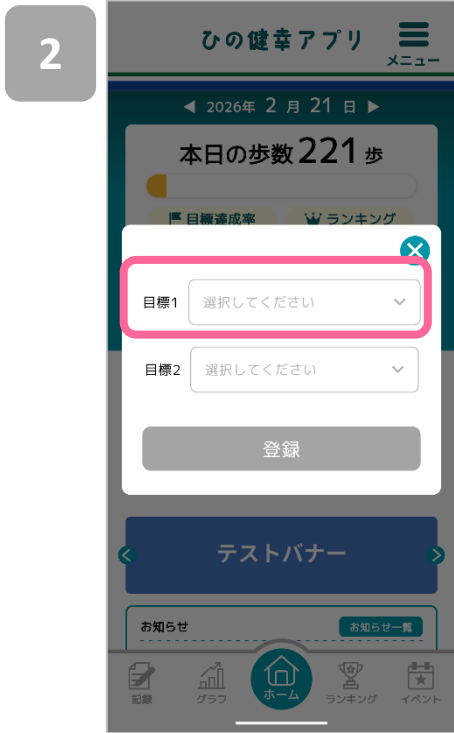 2
ひの健幸アプリ
メニュー
2026年 2 月 21 日
本日の歩数 221 歩
目標達成率 ランキング
目標1 選択してください
目標2 選択してください
登録
テストバナー
お知らせ お知らせ一覧
記録 グラフ ホーム ランキング イベント